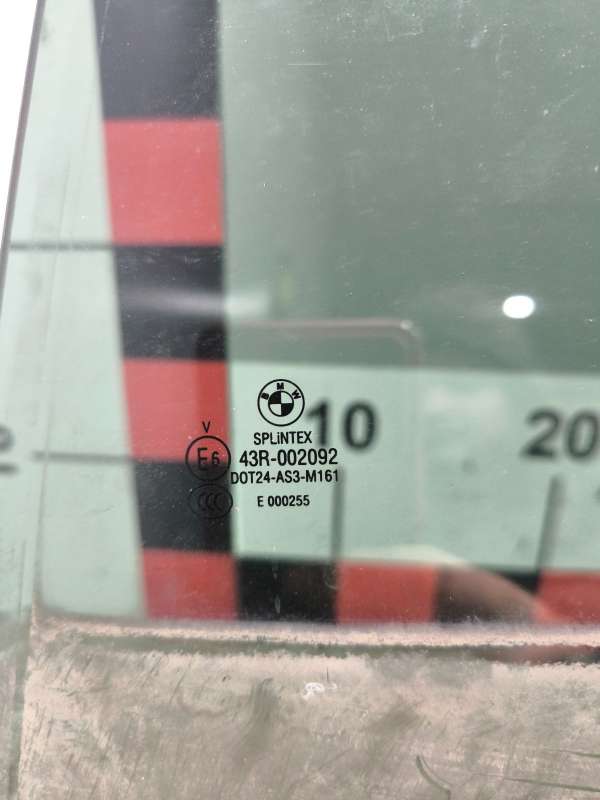 BMW
SPLiNTEX
10
20
V
E6
43R-002092
DOT24-AS3-M161
CCC
E 000255